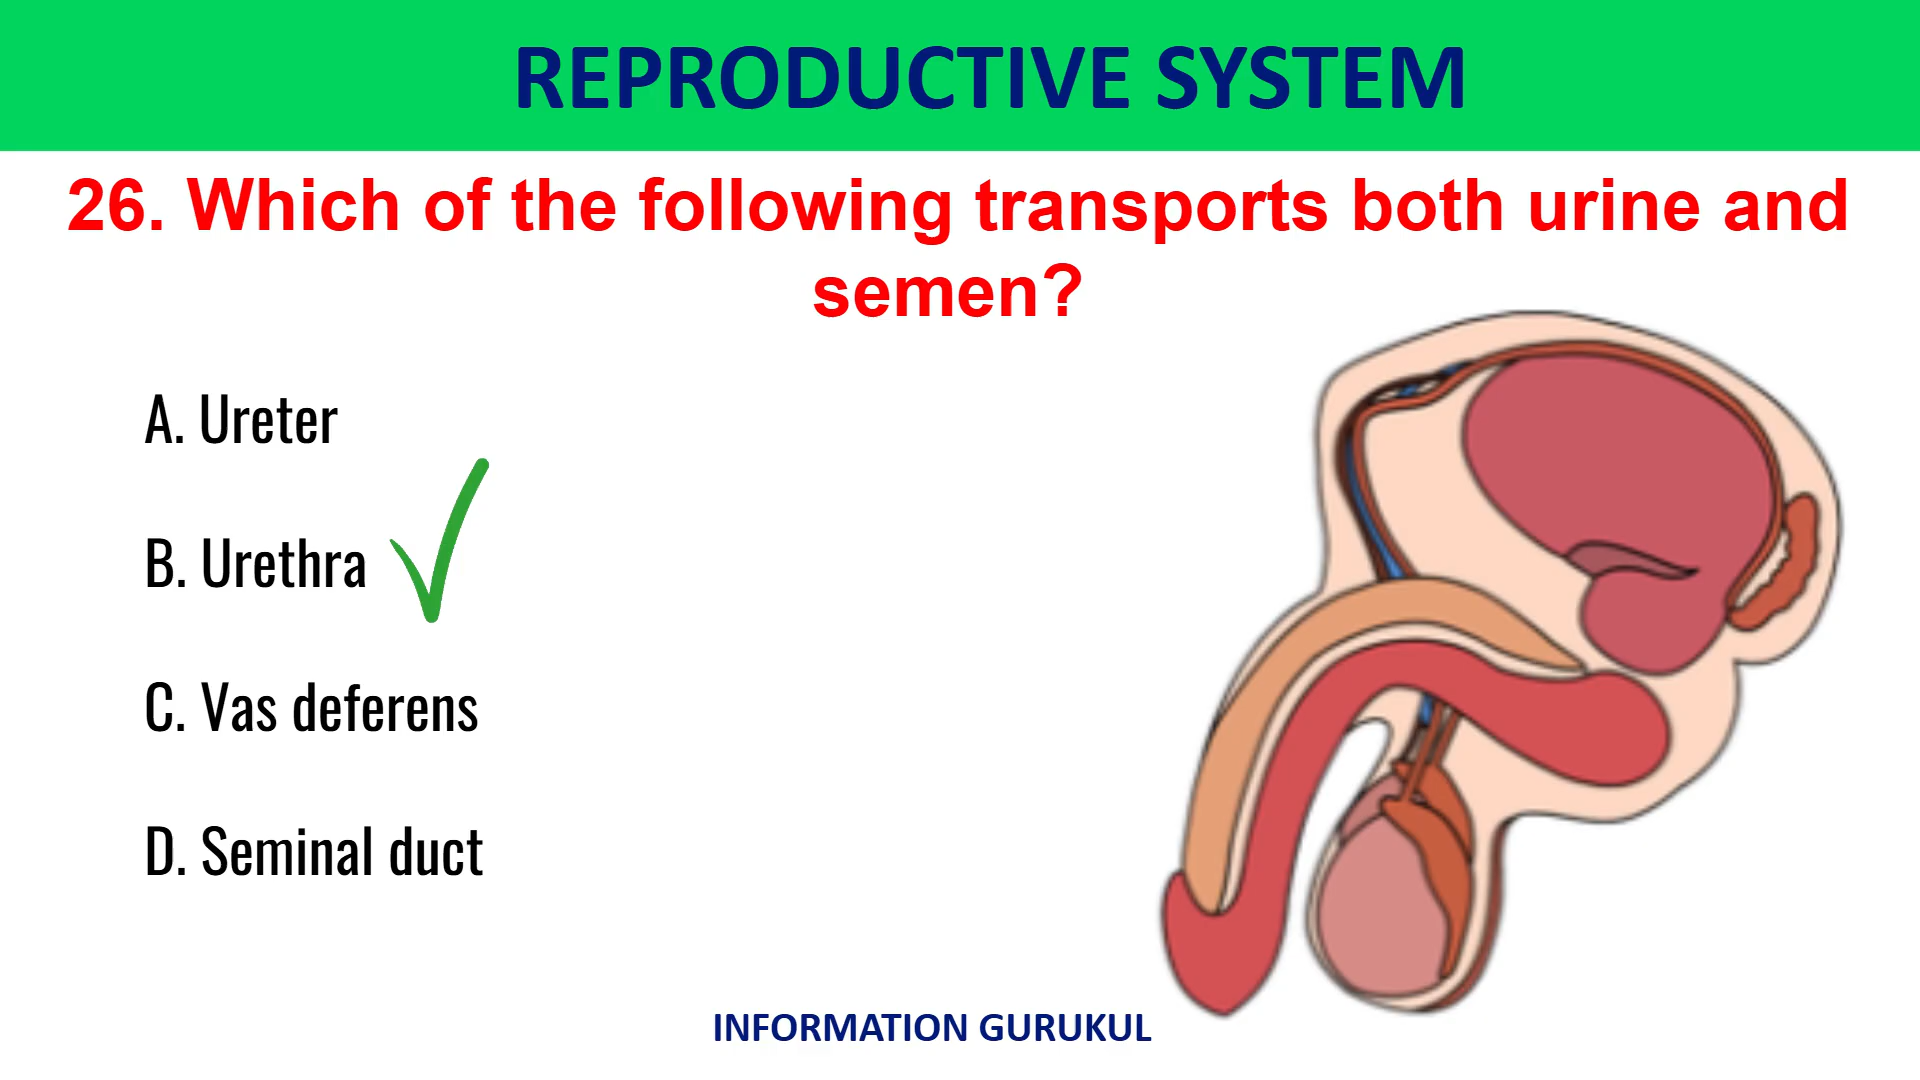 REPRODUCTIVE SYSTEM
26. Which of the following transports both urine and
semen?
A. Ureter
B. Urethra
C. Vas deferens
D. Seminal duct
INFORMATION GURUKUL